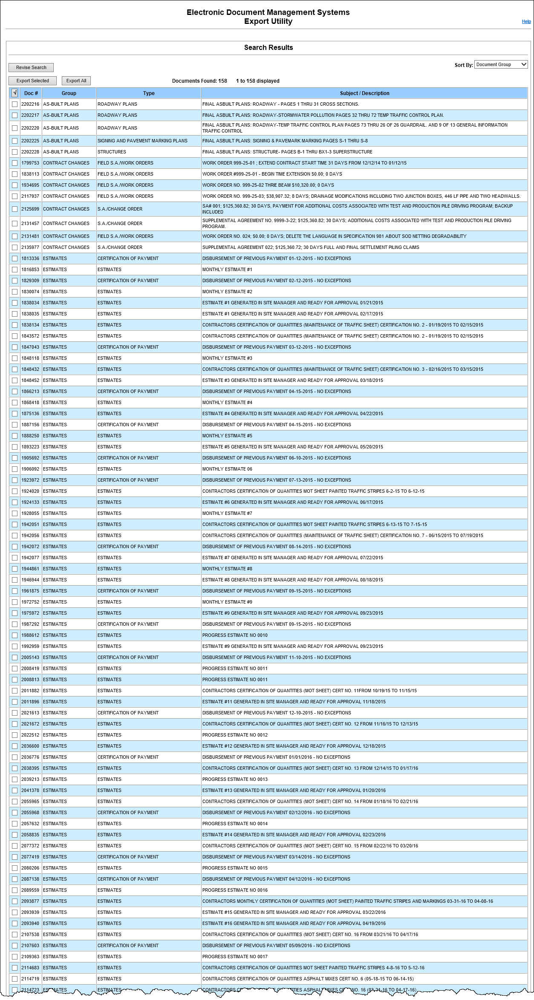 Electronic Document Management Systems
Export Utility
Help
Search Results
Revise Search
Sort By: Document Group
Export Selected Export All Documents Found: 158 1 to 158 displayed
√ Doc # Group Type Subject / Description
2202216 AS-BUILT PLANS ROADWAY PLANS FINAL ASBUILT PLANS: ROADWAY - PAGES 1 THRU 31 CROSS SECTIONS.
2202217 AS-BUILT PLANS ROADWAY PLANS FINAL ASBUILT PLANS: ROADWAY-STORMWATER POLLUTION PAGES 32 THRU 72 TEMP TRAFFIC CONTROL PLAN.
2202220 AS-BUILT PLANS ROADWAY PLANS FINAL ASBUILT PLANS: ROADWAY-TEMP TRAFFIC CONTROL PLAN PAGES 73 THRU 26 OF 26 GUARDRAIL. AND 9 OF 13 GENERAL INFORMATION
TRAFFIC CONTROL
2202225 AS-BUILT PLANS SIGNING AND PAVEMENT MARKING PLANS FINAL ASBUILT PLANS: SIGNING & PAVEMARK MARKING PAGES S-1 THRU S-8
2202228 AS-BUILT PLANS STRUCTURES FINAL ASBUILT PLANS: STRUCTURE- PAGES B-1 THRU BX1-3 SUPERSTRUCTURE
1799753 CONTRACT CHANGES FIELD S.A./WORK ORDERS WORK ORDER 999-25-01 ; EXTEND CONTRACT START TIME 31 DAYS FROM 12/12/14 TO 01/12/15
1838113 CONTRACT CHANGES FIELD S.A./WORK ORDERS WORK ORDER #999-25-01 - BEGIN TIME EXTENSION $0.00; 0 DAYS
1934695 CONTRACT CHANGES FIELD S.A./WORK ORDERS WORK ORDER NO. 999-25-02 THRIE BEAM $10,320.00; 0 DAYS
2117937 CONTRACT CHANGES FIELD S.A./WORK ORDERS WORK ORDER NO. 999-25-03; $38,907.32; 8 DAYS; DRAINAGE MODIFICATIONS INCLUDING TWO JUNCTION BOXES, 446 LF PIPE AND TWO HEADWALLS.
2125699 CONTRACT CHANGES S.A./CHANGE ORDER SA# 001; $125,360.82; 30 DAYS, PAYMENT FOR ADDITIONAL COSTS ASSOCIATED WITH TEST AND PRODUCTION PILE DRIVING PROGRAM; BACKUP
INCLUDED
2131457 CONTRACT CHANGES S.A./CHANGE ORDER SUPPLEMENTAL AGREEMENT NO. 9999-3-22; $125,360.82; 30 DAYS; ADDITIONAL COSTS ASSOCIATED WITH TEST AND PRODUCTION PILE DRIVING
PROGRAM.
2131481 CONTRACT CHANGES FIELD S.A./WORK ORDERS WORK ORDER NO. 024; $0.00; 0 DAYS; DELETE THE LANGUAGE IN SPECIFICATION 981 ABOUT SOD NETTING DEGRADABILITY
2135977 CONTRACT CHANGES S.A./CHANGE ORDER SUPPLEMENTAL AGREEMENT 022; $125,360.72; 30 DAYS FULL AND FINAL SETTLEMENT PILING CLAIMS
1813336 ESTIMATES CERTIFICATION OF PAYMENT DISBURSEMENT OF PREVIOUS PAYMENT 01-12-2015 - NO EXCEPTIONS
1816853 ESTIMATES ESTIMATES MONTHLY ESTIMATE #1
1829309 ESTIMATES CERTIFICATION OF PAYMENT DISBURSEMENT OF PREVIOUS PAYMENT 02-12-2015 - NO EXCEPTIONS
1830074 ESTIMATES ESTIMATES MONTHLY ESTIMATE #2
1838034 ESTIMATES ESTIMATES ESTIMATE #1 GENERATED IN SITE MANAGER AND READY FOR APPROVAL 01/21/2015
1838035 ESTIMATES ESTIMATES ESTIMATE #1 GENERATED IN SITE MANAGER AND READY FOR APPROVAL 02/17/2015
1838134 ESTIMATES ESTIMATES CONTRACTORS CERTIFICATION OF QUANTITIES (MAINTENANCE OF TRAFFIC SHEET) CERTIFICATION NO. 2 - 01/19/2015 TO 02/15/2015
1843572 ESTIMATES ESTIMATES CONTRACTORS CERTIFICATION OF QUANTITIES (MAINTENANCE OF TRAFFIC SHEET) CERTIFICATION NO. 2 - 01/19/2015 TO 02/15/2015
1847043 ESTIMATES CERTIFICATION OF PAYMENT DISBURSEMENT OF PREVIOUS PAYMENT 03-12-2015 - NO EXCEPTIONS
1848118 ESTIMATES ESTIMATES MONTHLY ESTIMATE #3
1848432 ESTIMATES ESTIMATES CONTRACTORS CERTIFICATION OF QUANTITIES (MAINTENANCE OF TRAFFIC SHEET) CERTIFICATION NO. 3 - 02/16/2015 TO 03/15/2015
1848452 ESTIMATES ESTIMATES ESTIMATE #3 GENERATED IN SITE MANAGER AND READY FOR APPROVAL 03/18/2015
1866213 ESTIMATES CERTIFICATION OF PAYMENT DISBURSEMENT OF PREVIOUS PAYMENT 04-15-2015 - NO EXCEPTIONS
1868418 ESTIMATES ESTIMATES MONTHLY ESTIMATE #4
1875136 ESTIMATES ESTIMATES ESTIMATE #4 GENERATED IN SITE MANAGER AND READY FOR APPROVAL 04/22/2015
1887156 ESTIMATES CERTIFICATION OF PAYMENT DISBURSEMENT OF PREVIOUS PAYMENT 04-15-2015 - NO EXCEPTIONS
1888250 ESTIMATES ESTIMATES MONTHLY ESTIMATE #5
1893223 ESTIMATES ESTIMATES ESTIMATE #5 GENERATED IN SITE MANAGER AND READY FOR APPROVAL 05/20/2015
1905692 ESTIMATES CERTIFICATION OF PAYMENT DISBURSEMENT OF PREVIOUS PAYMENT 06-10-2015 - NO EXCEPTIONS
1906092 ESTIMATES ESTIMATES MONTHLY ESTIMATE 06
1923972 ESTIMATES CERTIFICATION OF PAYMENT DISBURSEMENT OF PREVIOUS PAYMENT 07-13-2015 - NO EXCEPTIONS
1924020 ESTIMATES ESTIMATES CONTRACTORS CERTIFICATION OF QUANTITIES MOT SHEET PAINTED TRAFFIC STRIPES 6-2-15 TO 6-12-15
1924133 ESTIMATES ESTIMATES ESTIMATE #6 GENERATED IN SITE MANAGER AND READY FOR APPROVAL 06/17/2015
1928055 ESTIMATES ESTIMATES MONTHLY ESTIMATE #7
1942051 ESTIMATES ESTIMATES CONTRACTORS CERTIFICATION OF QUANTITIES MOT SHEET PAINTED TRAFFIC STRIPES 6-13-15 TO 7-15-15
1942056 ESTIMATES ESTIMATES CONTRACTORS CERTIFICATION OF QUANTITIES (MAINTENANCE OF TRAFFIC SHEET) CERTIFICATION NO. 7 - 06/15/2015 TO 07/19/2015
1942072 ESTIMATES CERTIFICATION OF PAYMENT DISBURSEMENT OF PREVIOUS PAYMENT 08-14-2015 - NO EXCEPTIONS
1942077 ESTIMATES ESTIMATES ESTIMATE #7 GENERATED IN SITE MANAGER AND READY FOR APPROVAL 07/22/2015
1944861 ESTIMATES ESTIMATES MONTHLY ESTIMATE #8
1946944 ESTIMATES ESTIMATES ESTIMATE #8 GENERATED IN SITE MANAGER AND READY FOR APPROVAL 08/18/2015
1961875 ESTIMATES CERTIFICATION OF PAYMENT DISBURSEMENT OF PREVIOUS PAYMENT 09-15-2015 - NO EXCEPTIONS
1972752 ESTIMATES ESTIMATES MONTHLY ESTIMATE #9
1975972 ESTIMATES ESTIMATES ESTIMATE #9 GENERATED IN SITE MANAGER AND READY FOR APPROVAL 09/23/2015
1987292 ESTIMATES CERTIFICATION OF PAYMENT DISBURSEMENT OF PREVIOUS PAYMENT 09-15-2015 - NO EXCEPTIONS
1988612 ESTIMATES ESTIMATES PROGRESS ESTIMATE NO 0010
1992959 ESTIMATES ESTIMATES ESTIMATE #9 GENERATED IN SITE MANAGER AND READY FOR APPROVAL 09/23/2015
2005143 ESTIMATES CERTIFICATION OF PAYMENT DISBURSEMENT OF PREVIOUS PAYMENT 11-10-2015 - NO EXCEPTIONS
2008419 ESTIMATES ESTIMATES PROGRESS ESTIMATE NO 0011
2008813 ESTIMATES ESTIMATES PROGRESS ESTIMATE NO 0011
2011882 ESTIMATES ESTIMATES CONTRACTORS CERTIFICATION OF QUANTITIES (MOT SHEET) CERT NO. 11FROM 10/19/15 TO 11/15/15
2011896 ESTIMATES ESTIMATES ESTIMATE #11 GENERATED IN SITE MANAGER AND READY FOR APPROVAL 11/18/2015
2021613 ESTIMATES CERTIFICATION OF PAYMENT DISBURSEMENT OF PREVIOUS PAYMENT 12-10-2015 - NO EXCEPTIONS
2021672 ESTIMATES ESTIMATES CONTRACTORS CERTIFICATION OF QUANTITIES (MOT SHEET) CERT NO. 12 FROM 11/16/15 TO 12/13/15
2022512 ESTIMATES ESTIMATES PROGRESS ESTIMATE NO 0012
2036600 ESTIMATES ESTIMATES ESTIMATE #12 GENERATED IN SITE MANAGER AND READY FOR APPROVAL 12/18/2015
2036776 ESTIMATES CERTIFICATION OF PAYMENT DISBURSEMENT OF PREVIOUS PAYMENT 01/01/2016 - NO EXCEPTIONS
2038395 ESTIMATES ESTIMATES CONTRACTORS CERTIFICATION OF QUANTITIES (MOT SHEET) CERT NO. 13 FROM 12/14/15 TO 01/17/16
2039213 ESTIMATES ESTIMATES PROGRESS ESTIMATE NO 0013
2041378 ESTIMATES ESTIMATES ESTIMATE #13 GENERATED IN SITE MANAGER AND READY FOR APPROVAL 01/20/2016
2055965 ESTIMATES ESTIMATES CONTRACTORS CERTIFICATION OF QUANTITIES (MOT SHEET) CERT NO. 14 FROM 01/18/16 TO 02/21/16
2055968 ESTIMATES CERTIFICATION OF PAYMENT DISBURSEMENT OF PREVIOUS PAYMENT 02/12/2016 - NO EXCEPTIONS
2057632 ESTIMATES ESTIMATES PROGRESS ESTIMATE NO 0014
2058835 ESTIMATES ESTIMATES ESTIMATE #14 GENERATED IN SITE MANAGER AND READY FOR APPROVAL 02/23/2016
2077372 ESTIMATES ESTIMATES CONTRACTORS CERTIFICATION OF QUANTITIES (MOT SHEET) CERT NO. 15 FROM 02/22/16 TO 03/20/16
2077419 ESTIMATES CERTIFICATION OF PAYMENT DISBURSEMENT OF PREVIOUS PAYMENT 03/14/2016 - NO EXCEPTIONS
2080206 ESTIMATES ESTIMATES PROGRESS ESTIMATE NO 0015
2087138 ESTIMATES CERTIFICATION OF PAYMENT DISBURSEMENT OF PREVIOUS PAYMENT 04/12/2016 - NO EXCEPTIONS
2089559 ESTIMATES ESTIMATES PROGRESS ESTIMATE NO 0016
2093877 ESTIMATES ESTIMATES CONTRACTORS MONTHLY CERTIFICATION OF QUANTITIES (MOT SHEET) PAINTED TRAFFIC STRIPES AND MARKINGS 03-31-16 TO 04-08-16
2093939 ESTIMATES ESTIMATES ESTIMATE #15 GENERATED IN SITE MANAGER AND READY FOR APPROVAL 03/22/2016
2093940 ESTIMATES ESTIMATES ESTIMATE #16 GENERATED IN SITE MANAGER AND READY FOR APPROVAL 04/19/2016
2107538 ESTIMATES ESTIMATES CONTRACTORS CERTIFICATION OF QUANTITIES (MOT SHEET) CERT NO. 16 FROM 03/21/16 TO 04/17/16
2107603 ESTIMATES CERTIFICATION OF PAYMENT DISBURSEMENT OF PREVIOUS PAYMENT 05/09/2016 - NO EXCEPTIONS
2109363 ESTIMATES ESTIMATES PROGRESS ESTIMATE NO 0017
2114683 ESTIMATES ESTIMATES CONTRACTORS CERTIFICATION OF QUANTITIES MOT SHEET PAINTED TRAFFIC STRIPES 4-8-16 TO 5-12-16
2114719 ESTIMATES ESTIMATES CONTRACTORS CERTIFICATION OF QUANTITIES ASPHALT MIXES CERT NO. 6 (05-18-15 TO 06-14-15)
2114723 ESTIMATES ESTIMATES CONTRACTORS OF QUANTITIES ASPHALT MIXES CERT NO. 16 (03-21-16 TO 04-17-16)